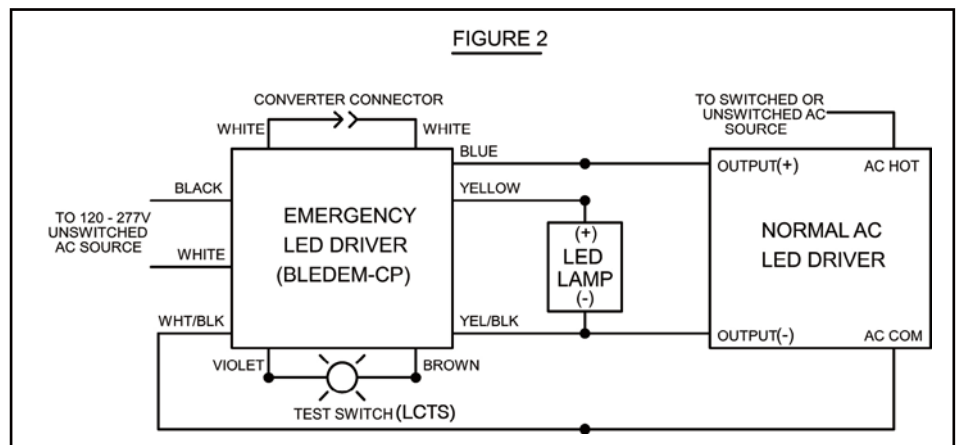 FIGURE 2
CONVERTER CONNECTOR
WHITE
WHITE
TO SWITCHED OR
UNSWITCHED AC
SOURCE
BLACK
TO 120 - 277V
UNSWITCHED
AC SOURCE
WHITE
WHT/BLK
EMERGENCY
LED DRIVER
(BLEDEM-CP)
BLUE
YELLOW
YEL/BLK
(+)
LED
LAMP
(-)
OUTPUT(+)
AC HOT
NORMAL AC
LED DRIVER
OUTPUT(-)
AC COM
VIOLET
BROWN
TEST SWITCH (LCTS)